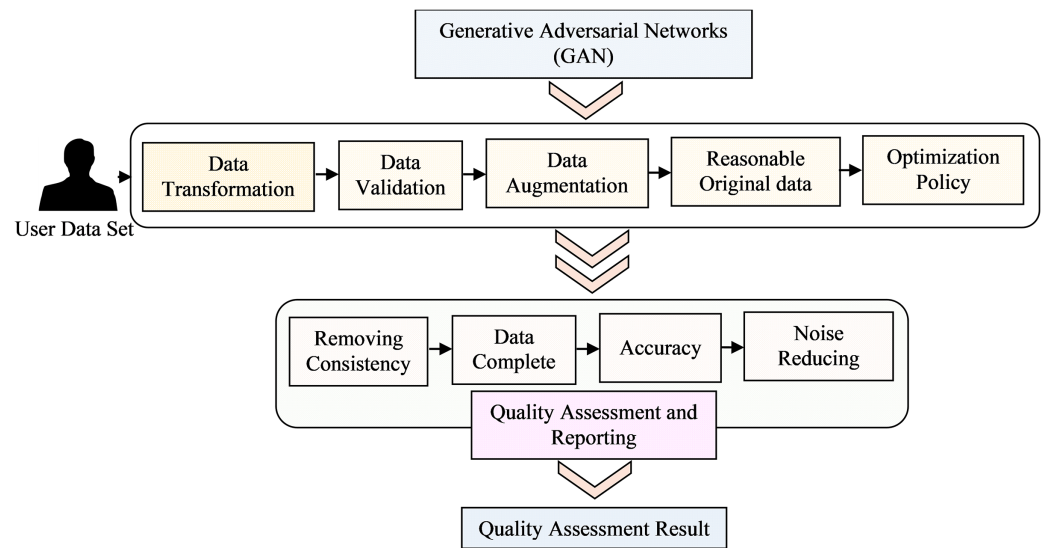 Generative Adversarial Networks
(GAN)
Data
Transformation
Data
Validation
Data
Augmentation
Reasonable
Original data
Optimization
Policy
User Data Set
Removing
Consistency
Data
Complete
Accuracy
Noise
Reducing
Quality Assessment and
Reporting
Quality Assessment Result